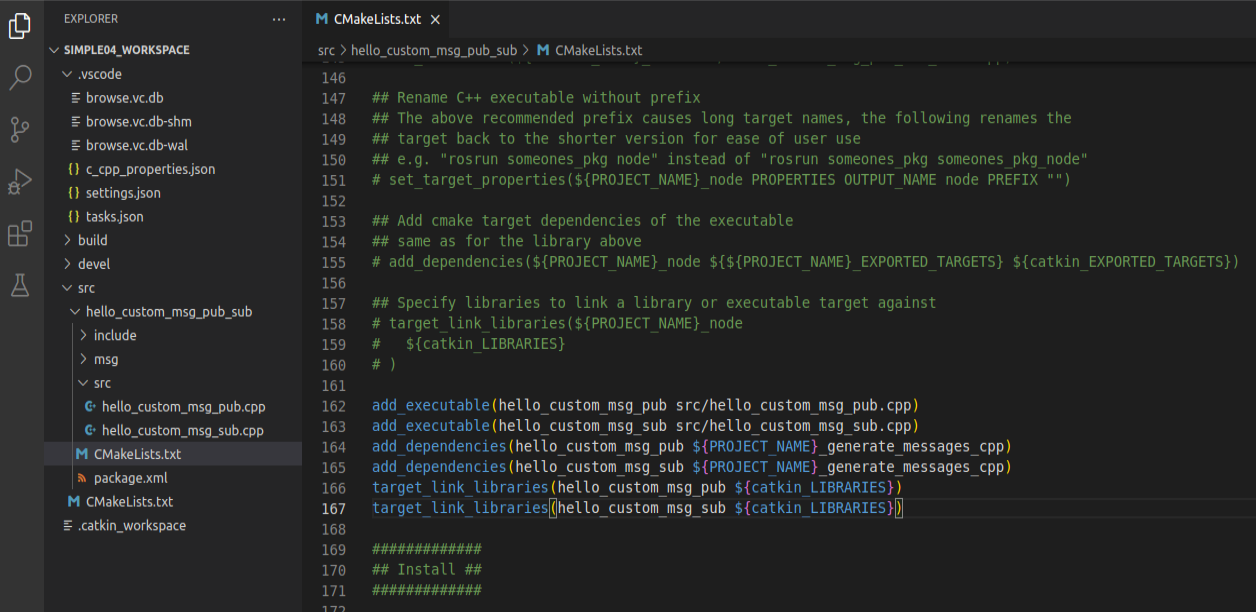 EXPLORER
SIMPLE04_WORKSPACE
.vscode
browse.vc.db
browse.vc.db-shm
browse.vc.db-wal
{} c_cpp_properties.json
{} settings.json
{} tasks.json
build
devel
src
hello_custom_msg_pub_sub
include
msg
src
hello_custom_msg_pub.cpp
hello_custom_msg_sub.cpp
CMakeLists.txt
package.xml
CMakeLists.txt
.catkin_workspace
CMakeLists.txt
src > hello_custom_msg_pub_sub > CMakeLists.txt
146
147 ## Rename C++ executable without prefix
148 ## The above recommended prefix causes long target names, the following renames the
149 ## target back to the shorter version for ease of user use
150 ## e.g. "rosrun someones_pkg node" instead of "rosrun someones_pkg someones_pkg_node"
151 # set_target_properties(${PROJECT_NAME}_node PROPERTIES OUTPUT_NAME node PREFIX "")
152
153 ## Add cmake target dependencies of the executable
154 ## same as for the library above
155 # add_dependencies(${PROJECT_NAME}_node ${${PROJECT_NAME}_EXPORTED_TARGETS} ${catkin_EXPORTED_TARGETS})
156
157 ## Specify libraries to link a library or executable target against
158 # target_link_libraries(${PROJECT_NAME}_node
159 #   ${catkin_LIBRARIES}
160 # )
161
162 add_executable(hello_custom_msg_pub src/hello_custom_msg_pub.cpp)
163 add_executable(hello_custom_msg_sub src/hello_custom_msg_sub.cpp)
164 add_dependencies(hello_custom_msg_pub ${PROJECT_NAME}_generate_messages_cpp)
165 add_dependencies(hello_custom_msg_sub ${PROJECT_NAME}_generate_messages_cpp)
166 target_link_libraries(hello_custom_msg_pub ${catkin_LIBRARIES})
167 target_link_libraries(hello_custom_msg_sub ${catkin_LIBRARIES})
168
169 #############
170 ## Install ##
171 #############
172